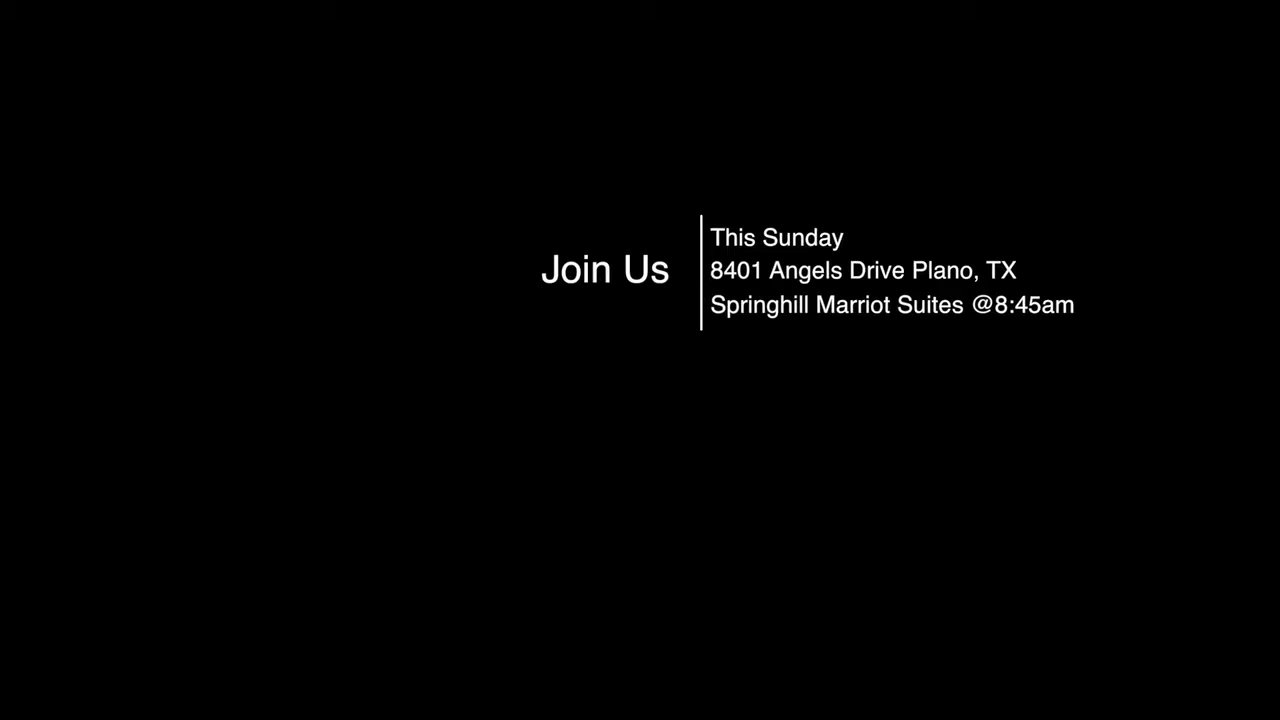 Join Us
This Sunday
8401 Angels Drive Plano, TX
Springhill Marriot Suites @8:45am